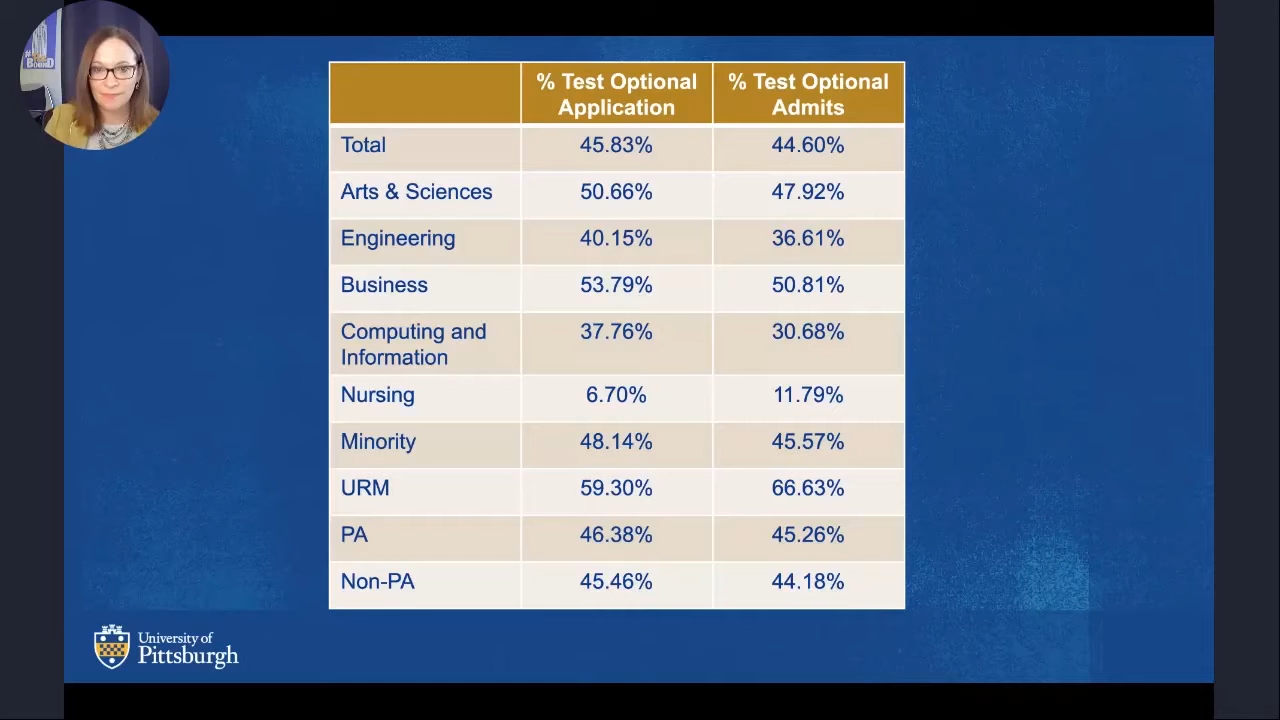 BOUND
% Test Optional Application % Test Optional Admits
Total 45.83% 44.60%
Arts & Sciences 50.66% 47.92%
Engineering 40.15% 36.61%
Business 53.79% 50.81%
Computing and Information 37.76% 30.68%
Nursing 6.70% 11.79%
Minority 48.14% 45.57%
URM 59.30% 66.63%
PA 46.38% 45.26%
Non-PA 45.46% 44.18%
University of
Pittsburgh